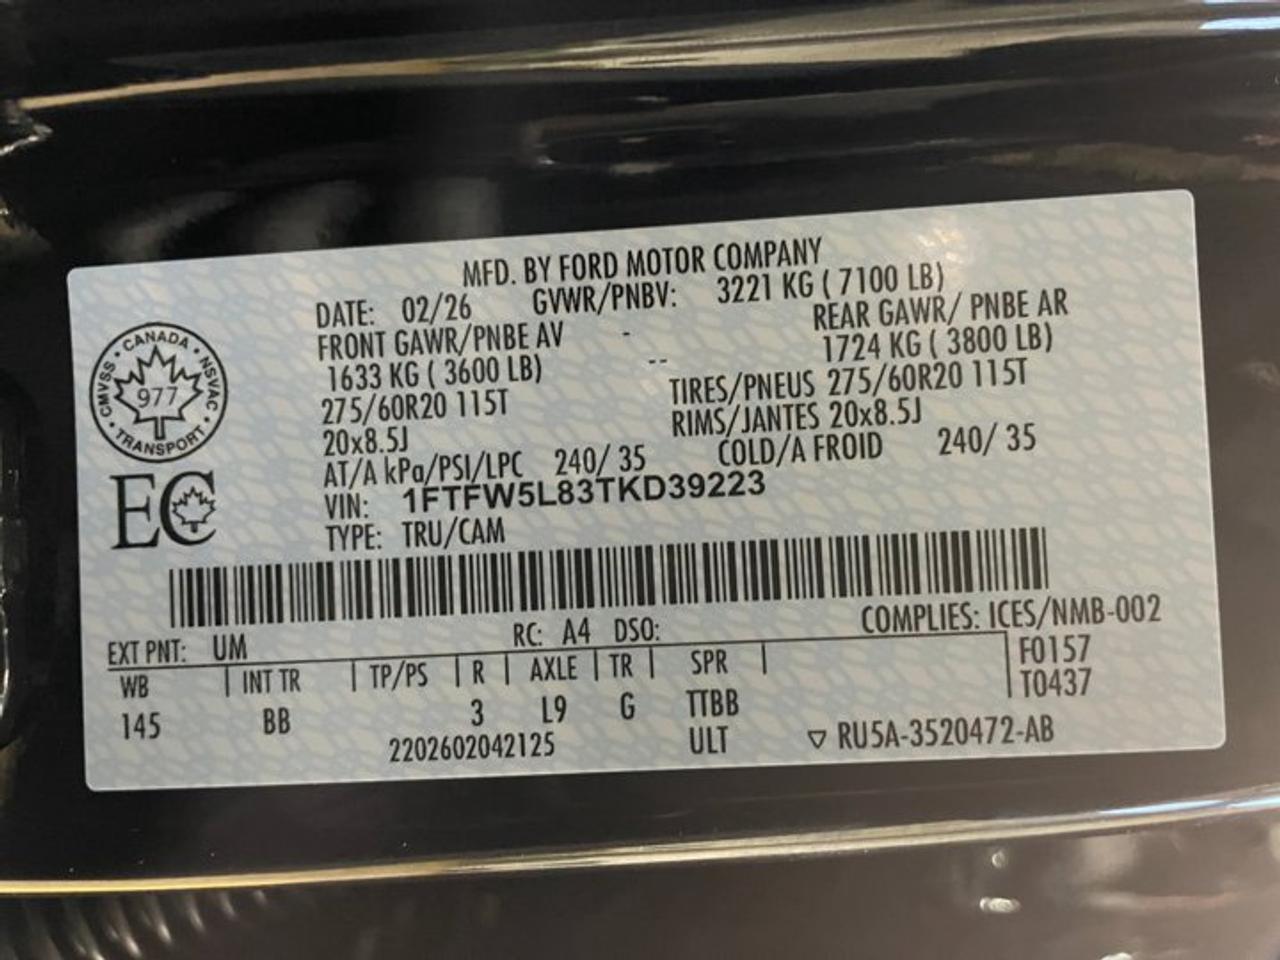 MFD. BY FORD MOTOR COMPANY
DATE: 02/26 GVWR/PNBV: 3221 KG ( 7100 LB)
FRONT GAWR/PNBE AV - REAR GAWR/ PNBE AR
1633 KG ( 3600 LB) -- 1724 KG ( 3800 LB)
275/60R20 115T TIRES/PNEUS 275/60R20 115T
20x8.5J RIMS/JANTES 20x8.5J
AT/A kPa/PSI/LPC 240/ 35 COLD/A FROID 240/ 35
VIN: 1FTFW5L83TKD39223
TYPE: TRU/CAM
CANADA
CMVSS 977 NSVAC
TRANSPORT
EC
COMPLIES: ICES/NMB-002
EXT PNT: UM RC: A4 DSO:
WB INT TR TP/PS R AXLE TR SPR F0157
145 BB 3 L9 G TTBB T0437
2202602042125 ULT ▽ RU5A-3520472-AB